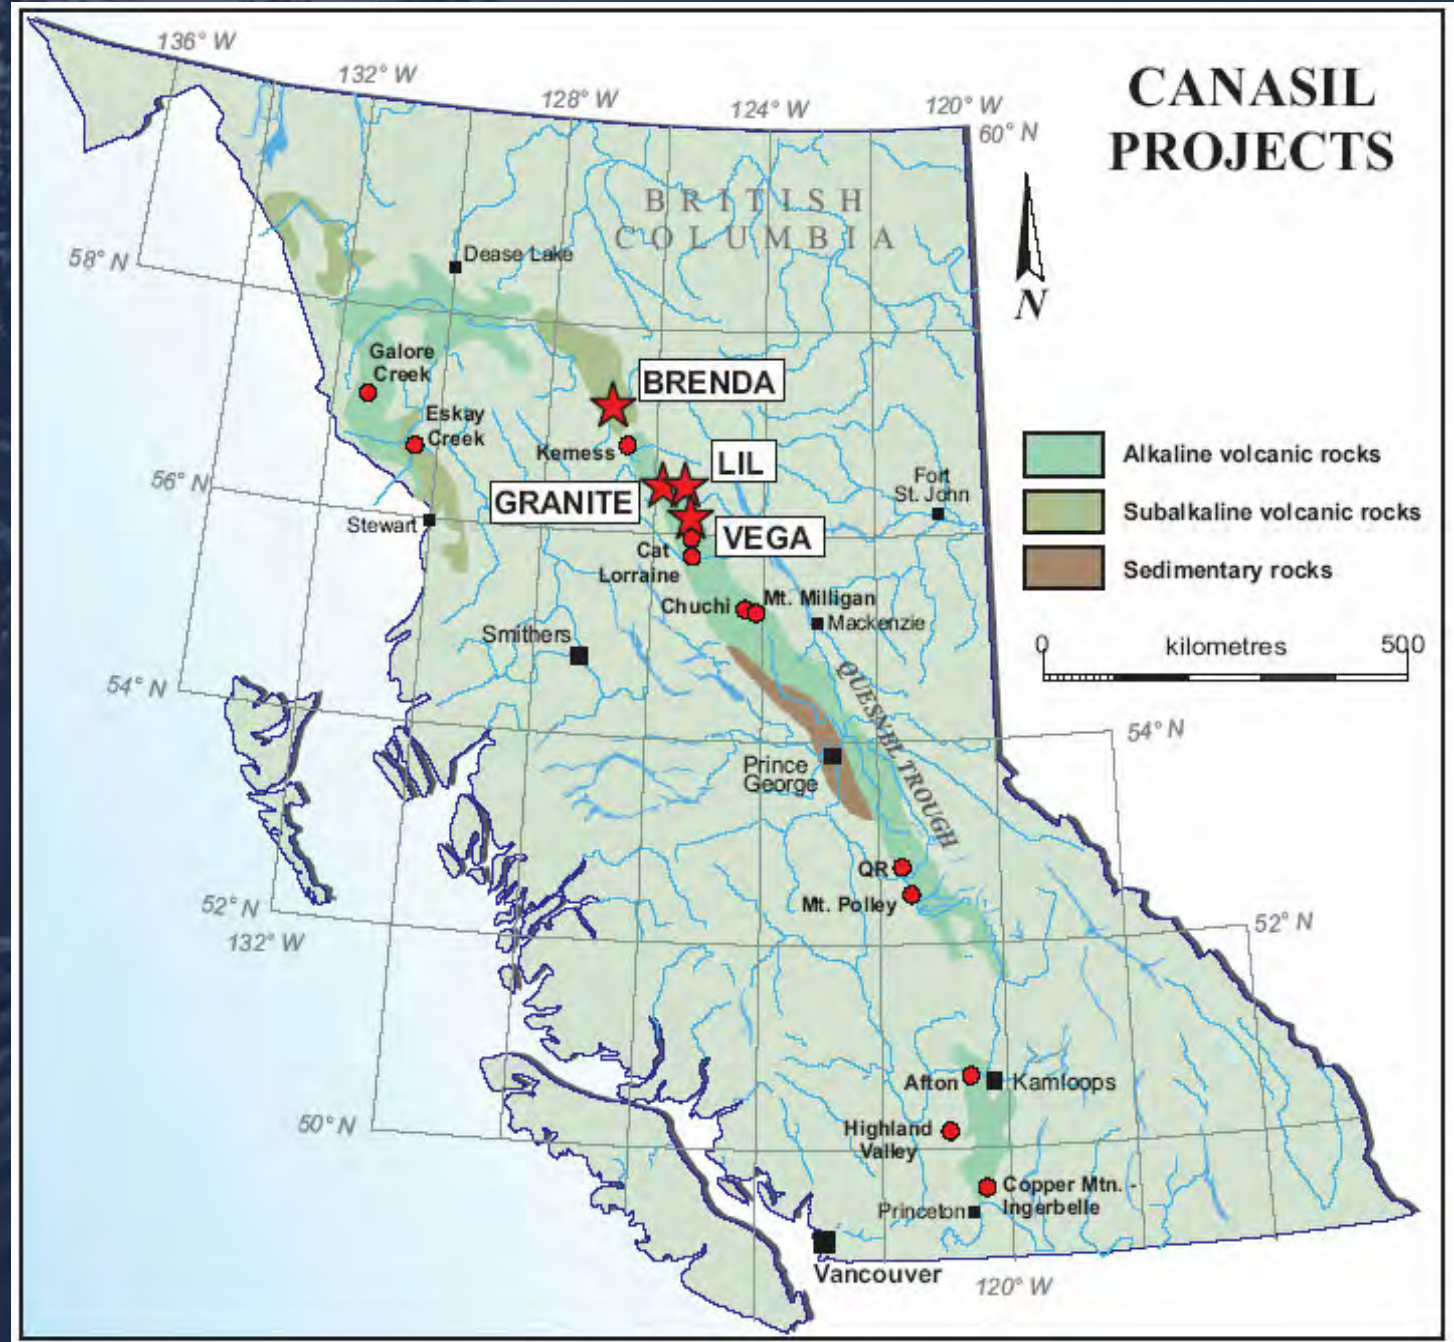 136° W
132° W
128° W
124° W
120° W
60° N
CANASIL
PROJECTS
BRITISH
COLUMBIA
58° N
Dease Lake
N
Galore
Creek
BRENDA
Eskay
Creek
Kemess
LIL
Alkaline volcanic rocks
56° N
GRANITE
Fort
St. John
Subalkaline volcanic rocks
Stewart
VEGA
Cat
Lorraine
Sedimentary rocks
Chuchi
Mt. Milligan
Mackenzie
Smithers
0 kilometres 500
54° N
QUESNEL TROUGH
54° N
Prince
George
QR
Mt. Polley
52° N
132° W
52° N
Afton
Kamloops
50° N
Highland
Valley
Copper Mtn. -
Ingerbelle
Princeton
Vancouver
120° W